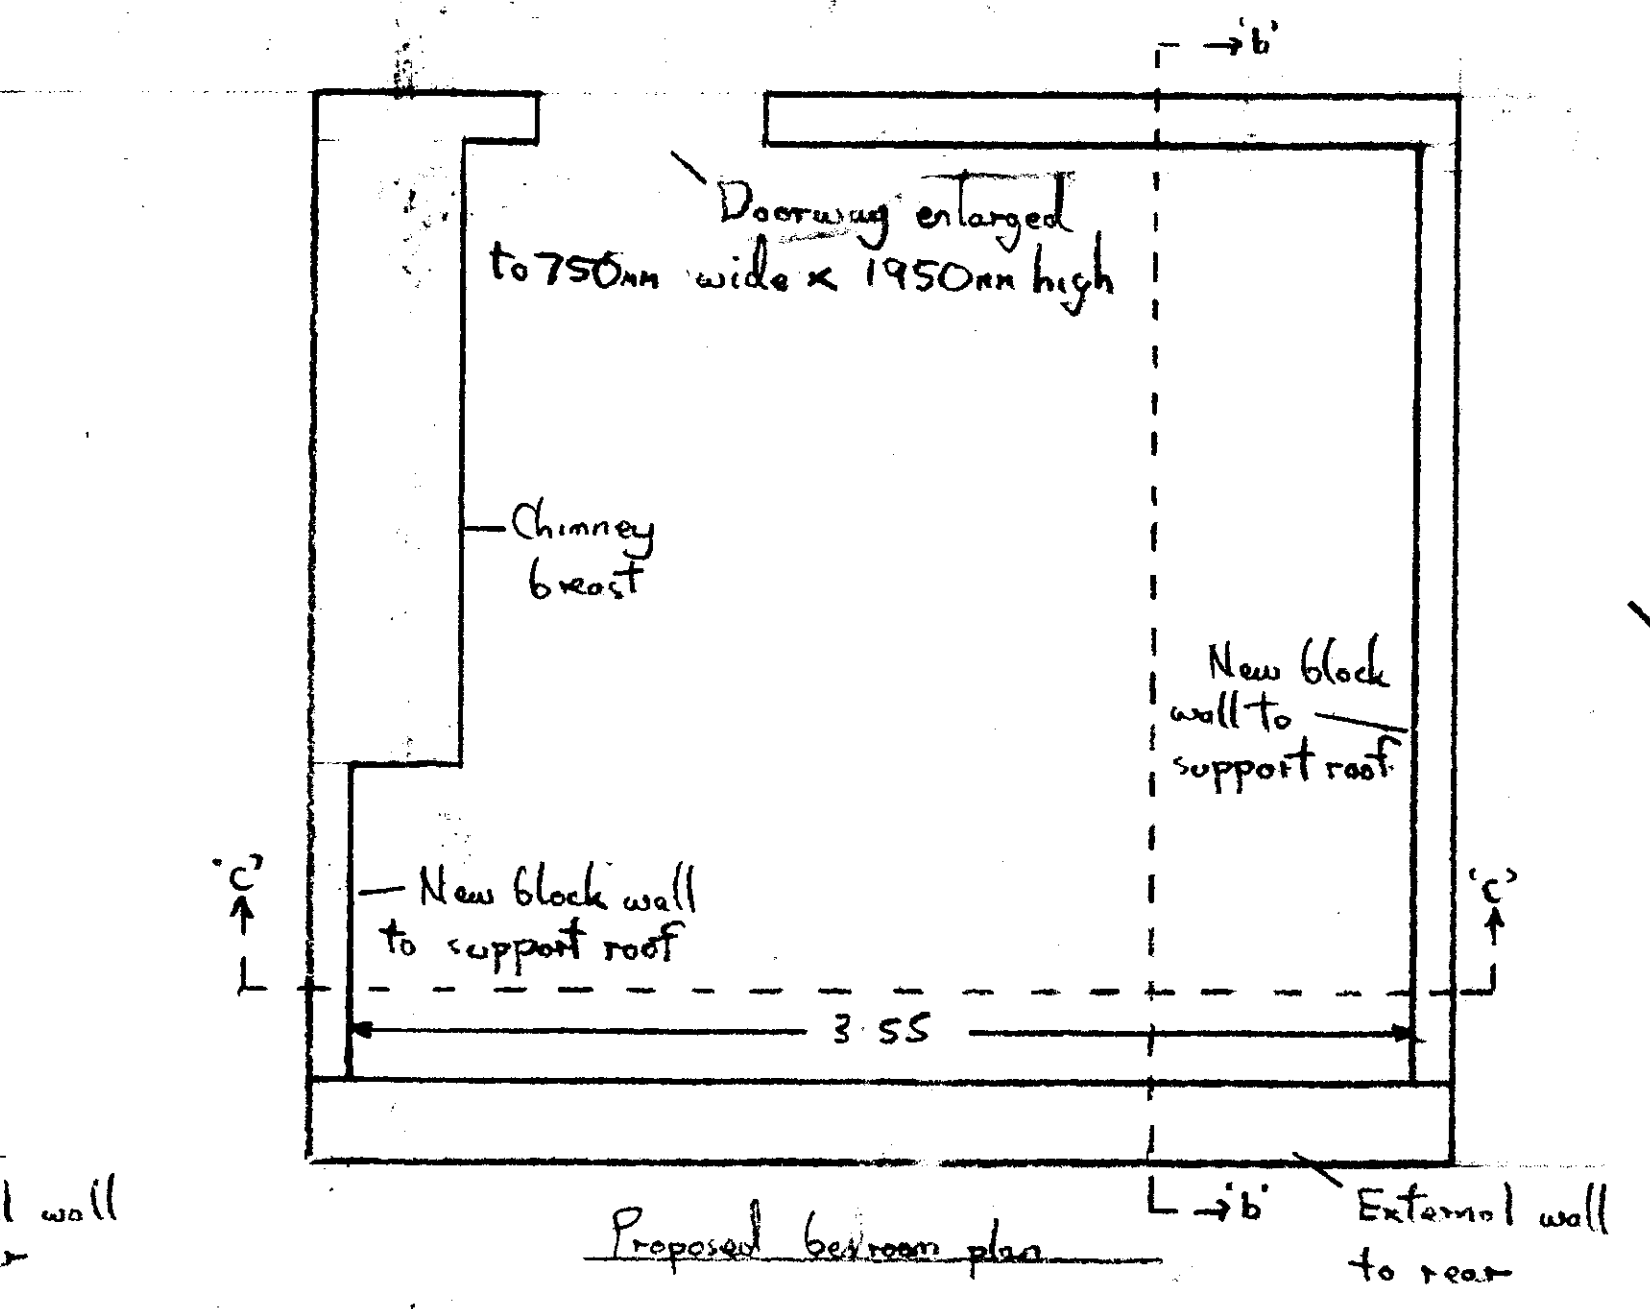 'b'
Doorway enlarged
to 750mm wide x 1950mm high
Chimney
breast
New block
wall to
support roof
'c'
'c'
New block wall
to support roof
3.55
'b'
wall
External wall
to rear
Proposed bedroom plan